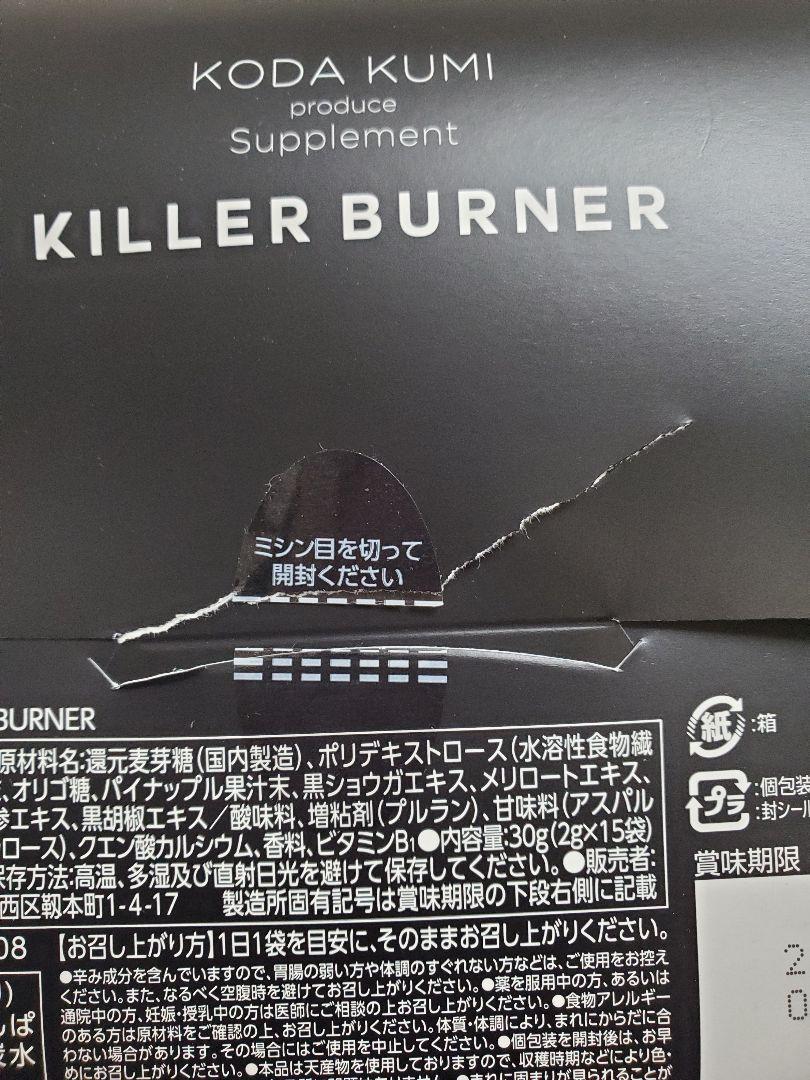 KODA KUMI
produce
Supplement
KILLER BURNER
ミシン目を切って
開封ください
BURNER
原材料名:還元麦芽糖(国内製造)、ポリデキストロース(水溶性食物繊
、オリゴ糖、パイナップル果汁末、黒ショウガエキス、メリロートエキス、
参エキス、黒胡椒エキス/酸味料、増粘剤(プルラン)、甘味料(アスパル
ロース)、クエン酸カルシウム、香料、ビタミンB1●内容量:30g(2g×15袋)
保存方法:高温、多湿及び直射日光を避けて保存してください。●販売者:
西区靱本町1-4-17 製造所固有記号は賞味期限の下段右側に記載
08 【お召し上がり方】1日1袋を目安に、そのままお召し上がりください。
●辛み成分を含んでいますので、胃腸の弱い方や体調のすぐれない方などは、ご使用をお控え
ください。また、なるべく空腹時を避けてお召し上がりください。●薬を服用中の方、あるいは
通院中の方、妊娠・授乳中の方は医師にご相談の上お召し上がりください。●食物アレルギー
のある方は原材料をご確認の上、お召し上がりください。体質・体調により、まれにからだに合
わない場合があります。その場合にはご使用を中止してください。●個包装を開封後は、お早
めにお召し上がりください。●本品は天産物を使用しておりますので、収穫時期などにより色・
紙
:箱
プラ
:個包装
:封シール
賞味期限
2
0